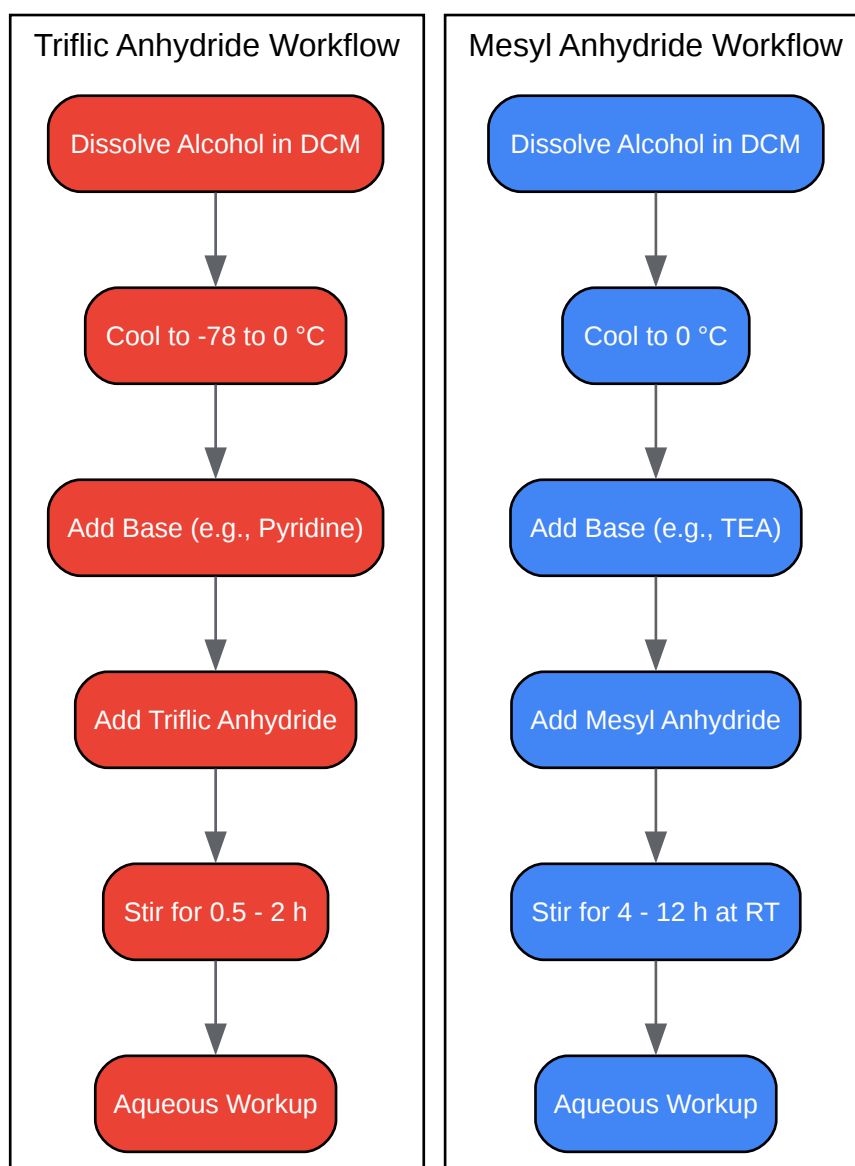 Triflic Anhydride Workflow
Dissolve Alcohol in DCM
Cool to -78 to 0 °C
Add Base (e.g., Pyridine)
Add Triflic Anhydride
Stir for 0.5 - 2 h
Aqueous Workup
Mesyl Anhydride Workflow
Dissolve Alcohol in DCM
Cool to 0 °C
Add Base (e.g., TEA)
Add Mesyl Anhydride
Stir for 4 - 12 h at RT
Aqueous Workup